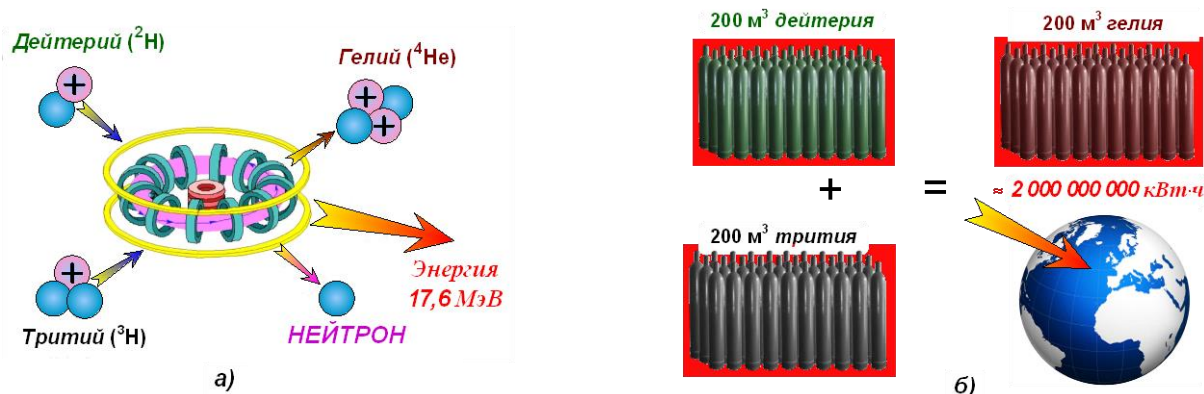 Дейтерий (²H)
Гелий (⁴He)
+
+
+
Энергия
17,6 МэВ
+
Тритий (³H)
НЕЙТРОН
а)
200 м³ дейтерия
200 м³ гелия
+
=
≈ 2 000 000 000 кВт·ч
200 м³ трития
б)